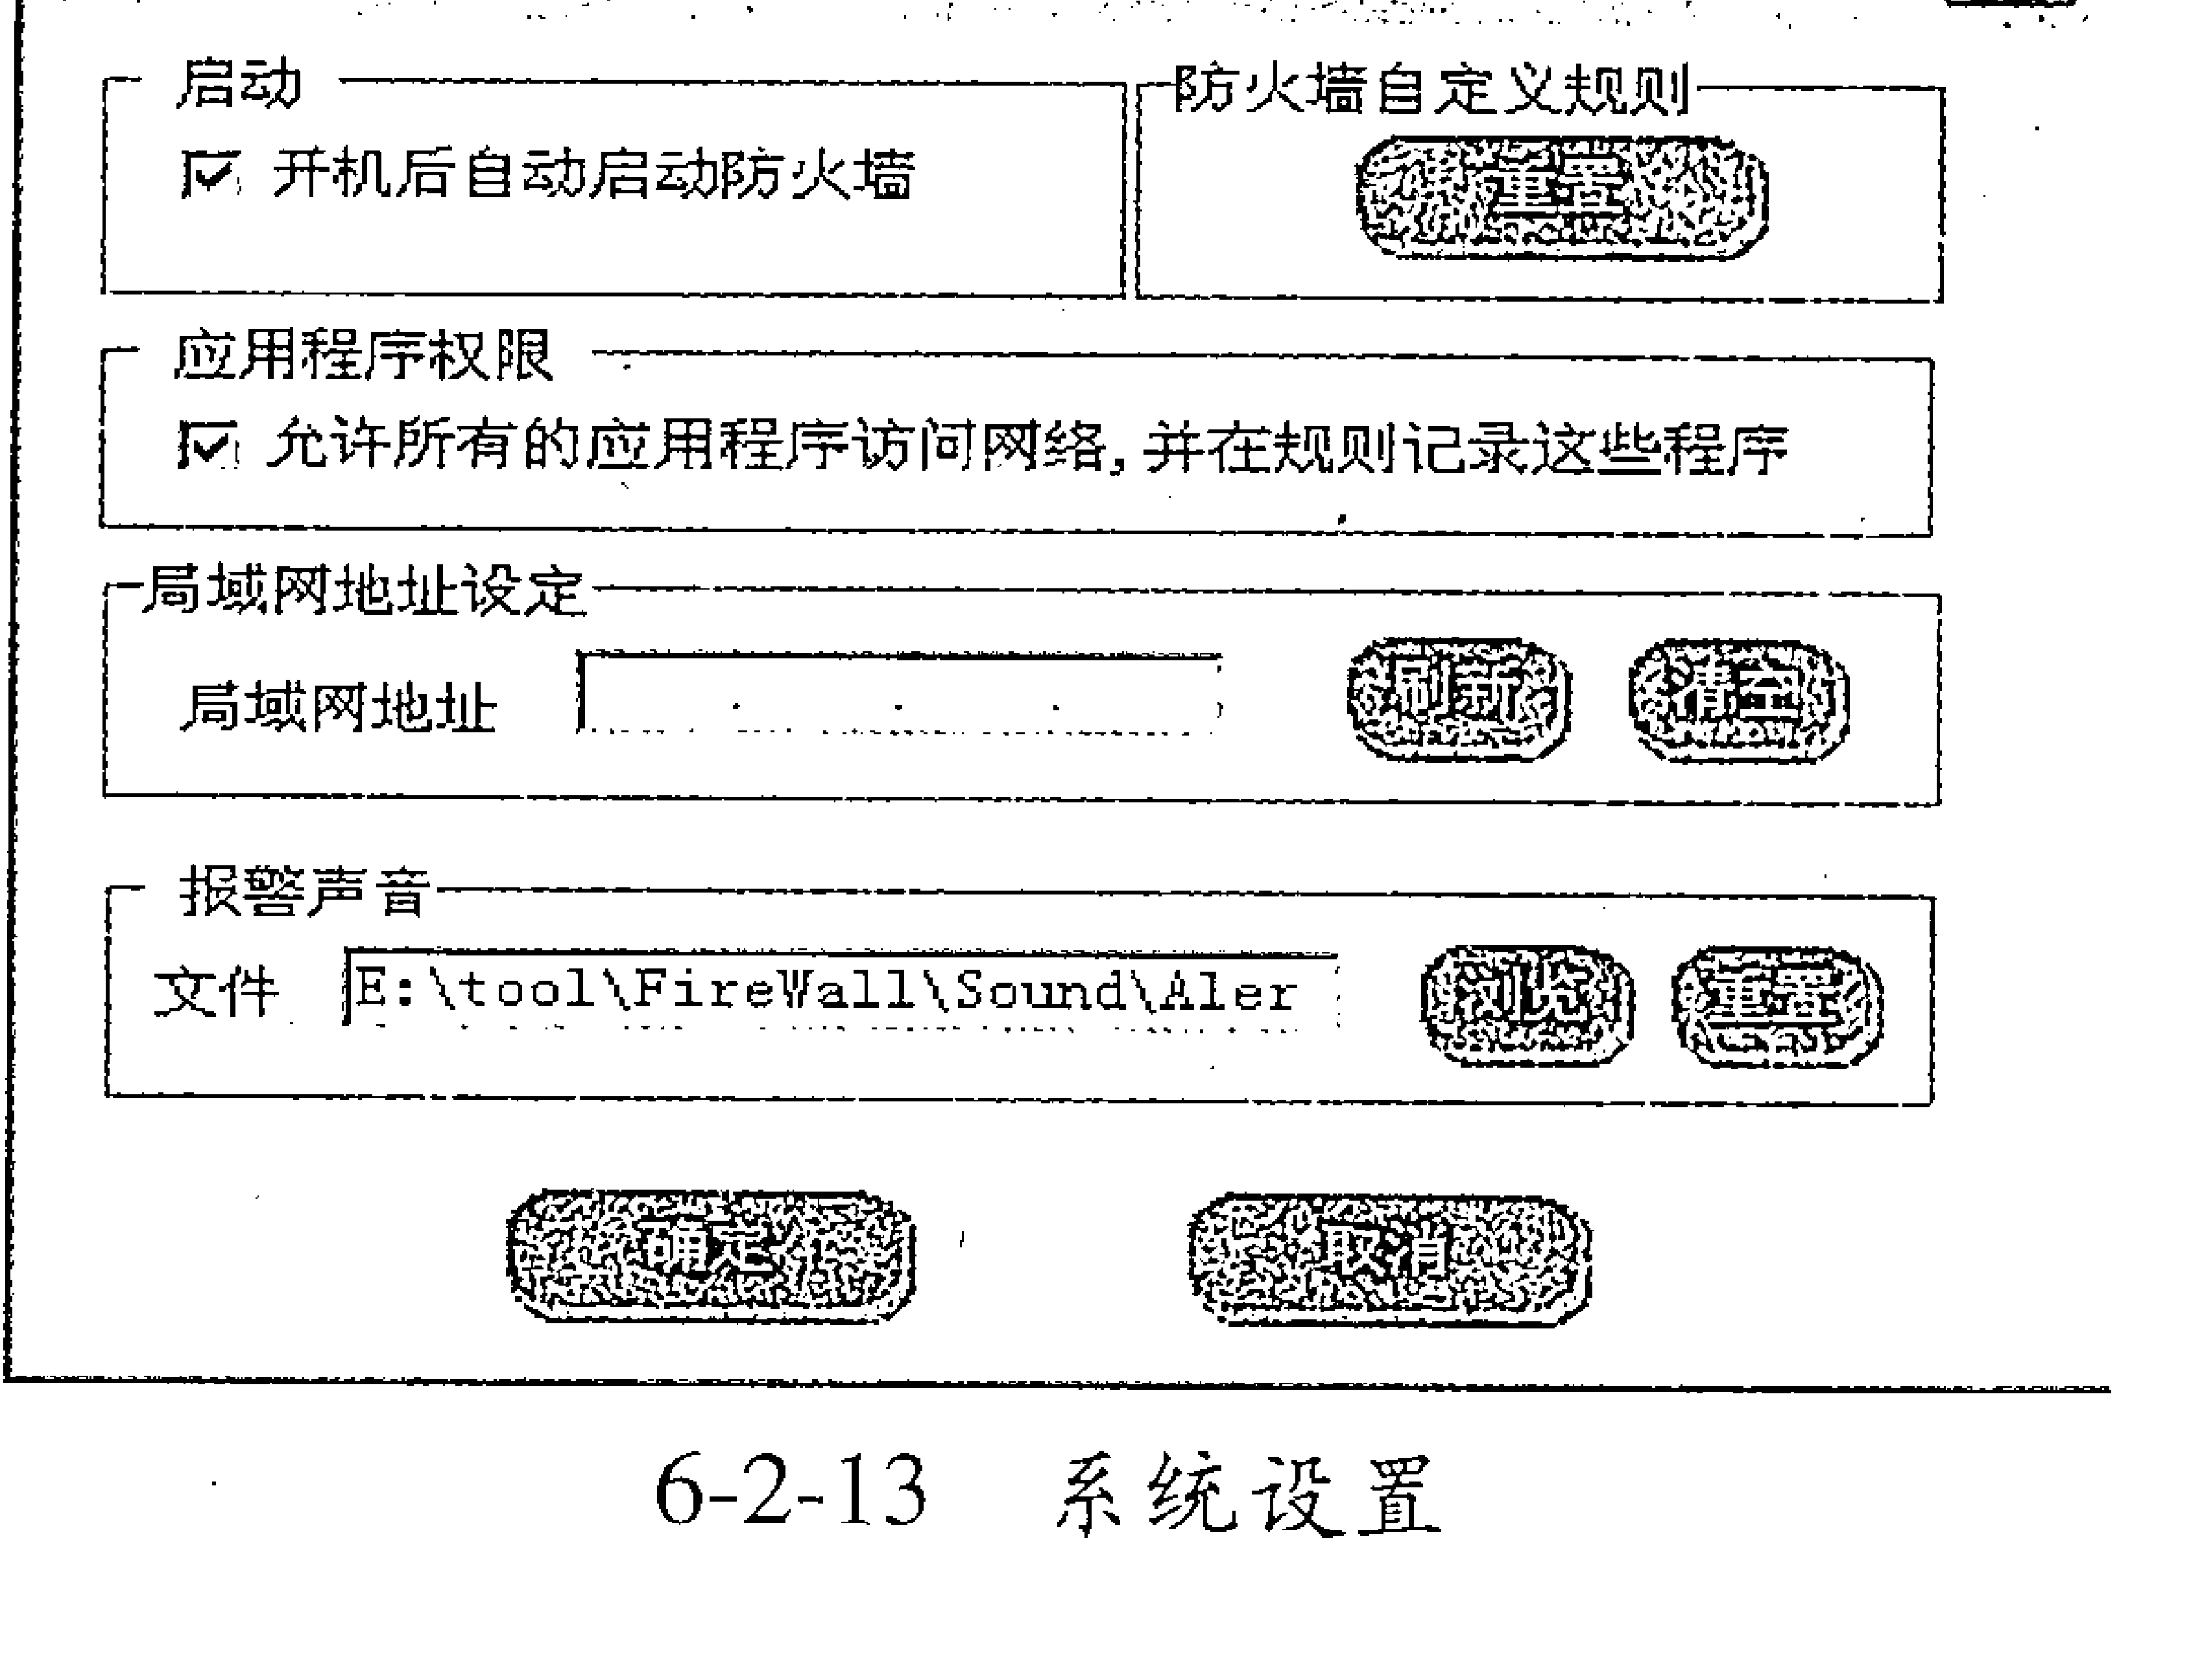 启动
防火墙自定义规则
开机后自动启动防火墙
重置
应用程序权限
允许所有的应用程序访问网络,并在规则记录这些程序
局域网地址设定
局域网地址 . . . 刷新 清空
报警声音
文件 E:\tool\FireWall\Sound\Aler 浏览 重置
确定 取消
6-2-13 系统设置